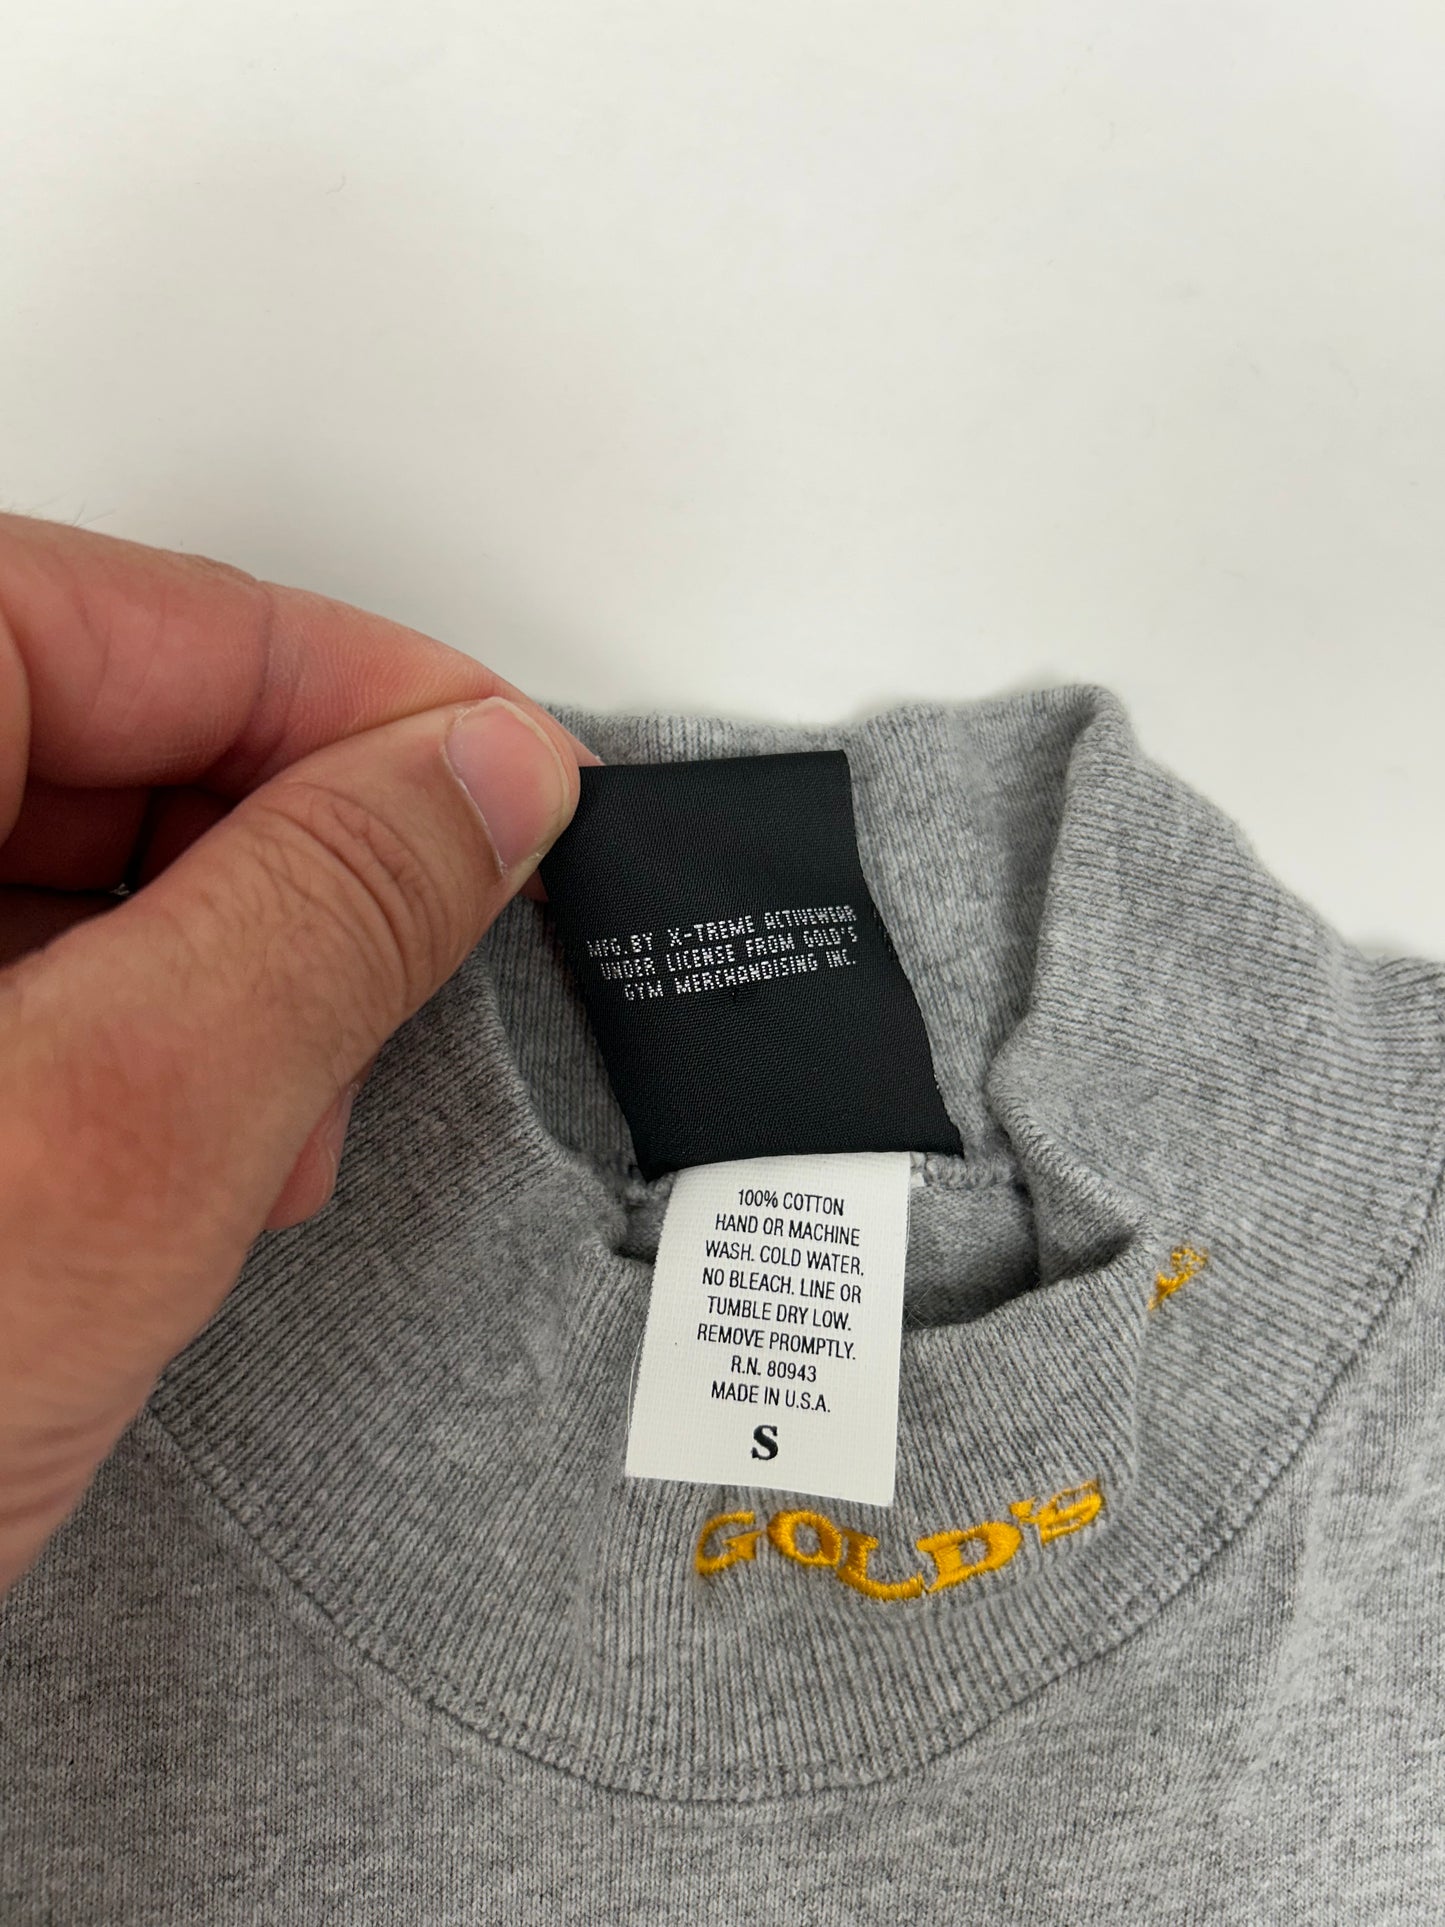 MFG BY X-TREME ACTIVEWEAR
UNDER LICENSE FROM GOLD'S
GYM MERCHANDISING INC.
100% COTTON
HAND OR MACHINE
WASH. COLD WATER.
NO BLEACH. LINE OR
TUMBLE DRY LOW.
REMOVE PROMPTLY.
R.N. 80943
MADE IN U.S.A.
S
GOLD'S